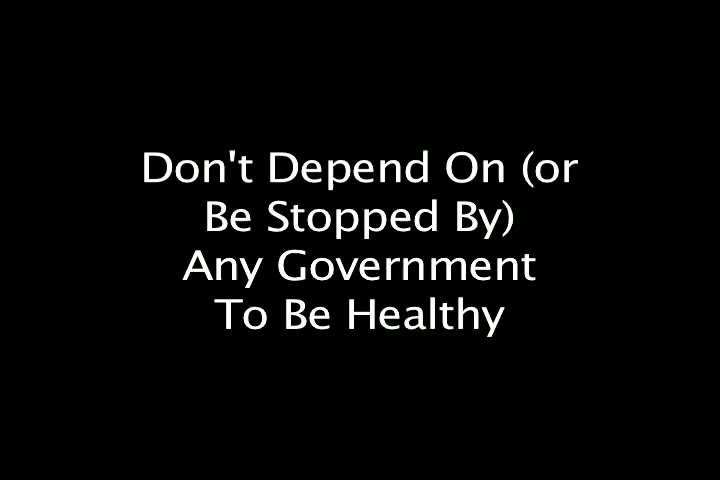 Don't Depend On (or
Be Stopped By)
Any Government
To Be Healthy